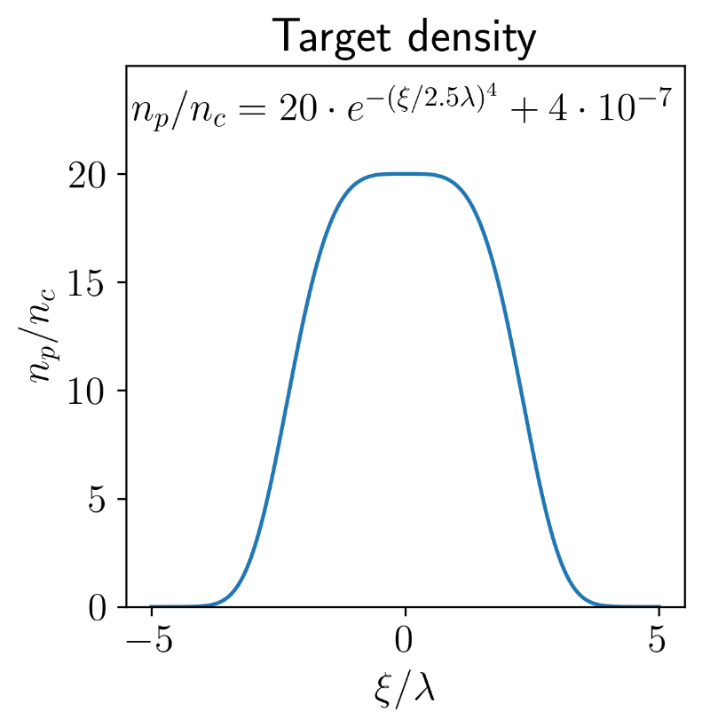 Target density
n_p/n_c = 20 · e^{−(ξ/2.5λ)^4} + 4 · 10^{−7}
n_p/n_c
20
15
10
5
0
−5 0 5
ξ/λ